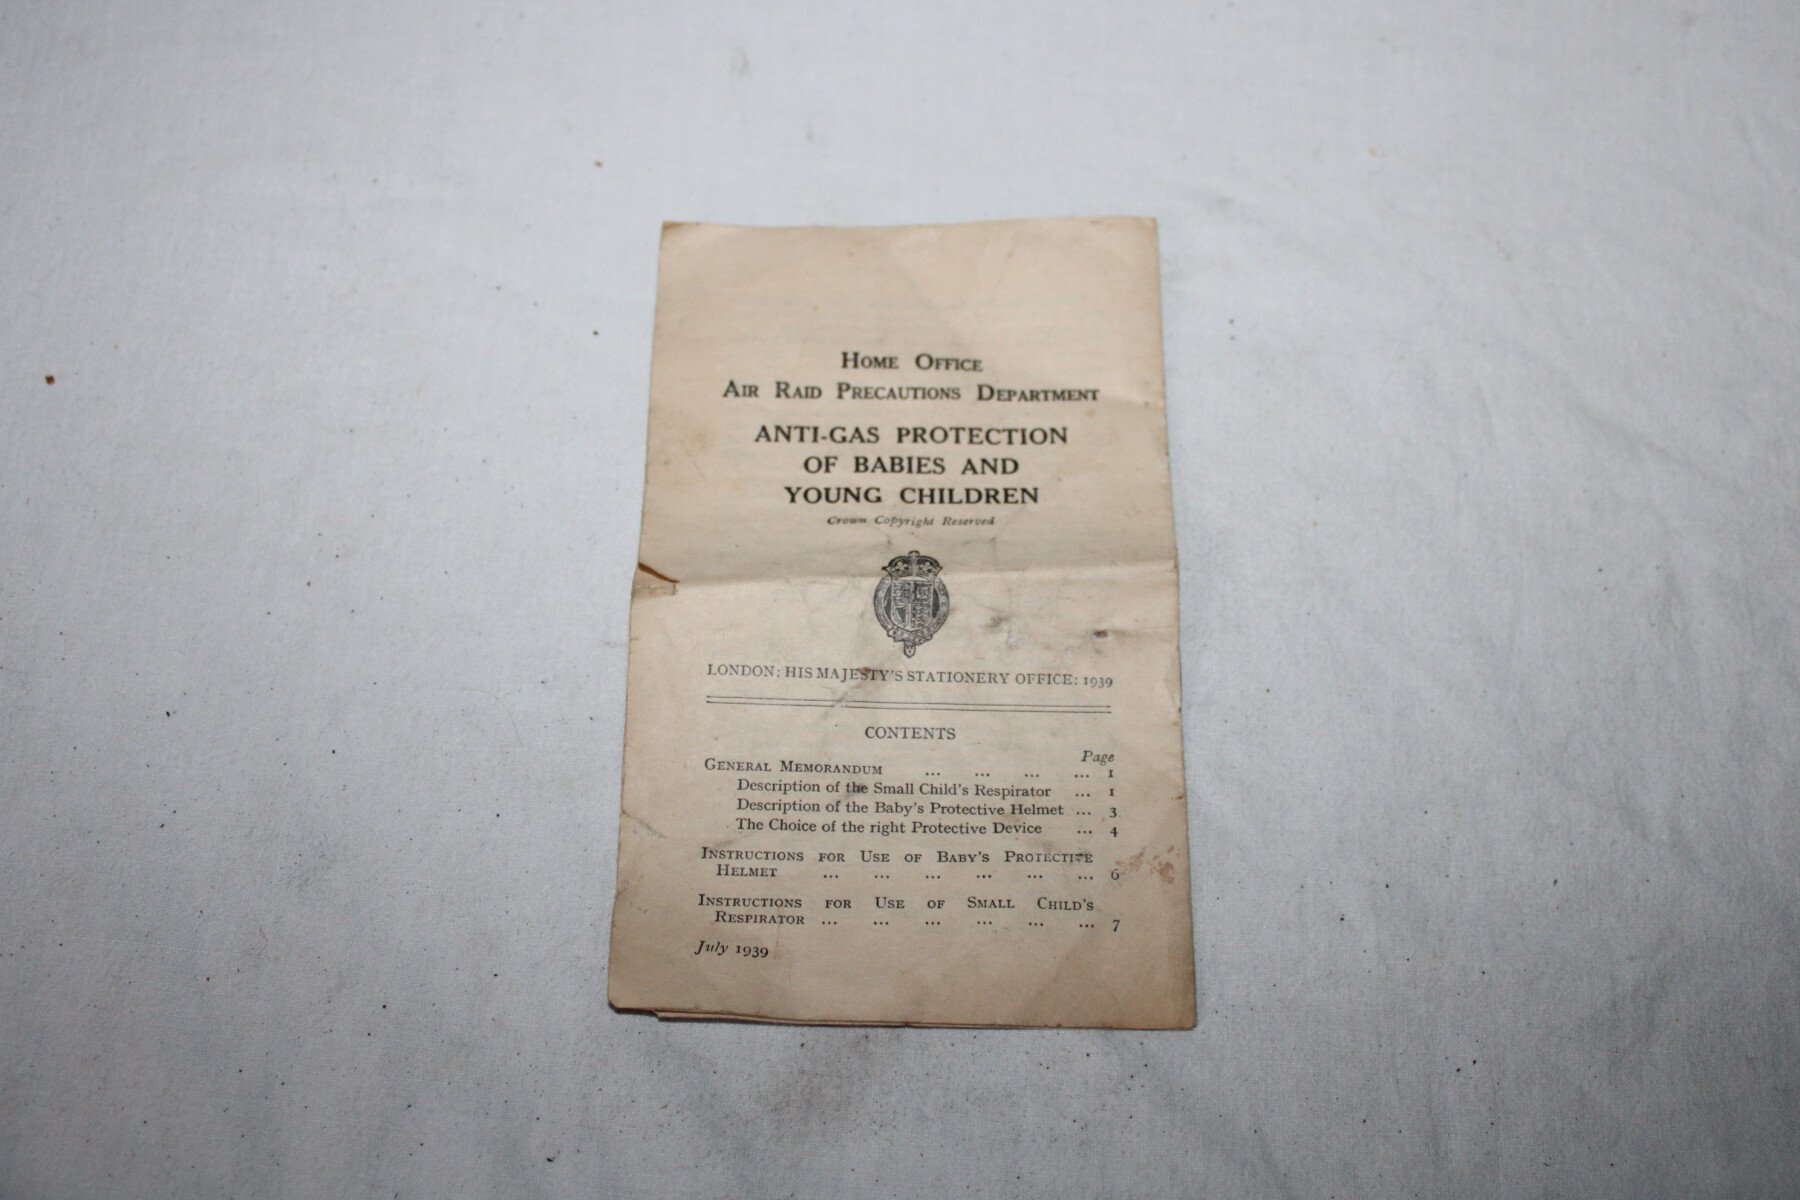 HOME OFFICE
AIR RAID PRECAUTIONS DEPARTMENT
ANTI-GAS PROTECTION
OF BABIES AND
YOUNG CHILDREN
Crown Copyright Reserved
LONDON: HIS MAJESTY'S STATIONERY OFFICE: 1939
CONTENTS
Page
GENERAL MEMORANDUM ... ... ... ... 1
Description of the Small Child's Respirator ... 1
Description of the Baby's Protective Helmet ... 3
The Choice of the right Protective Device ... 4
INSTRUCTIONS FOR USE OF BABY'S PROTECTIVE
HELMET ... ... ... ... ... ... 6
INSTRUCTIONS FOR USE OF SMALL CHILD'S
RESPIRATOR ... ... ... ... ... ... 7
July 1939